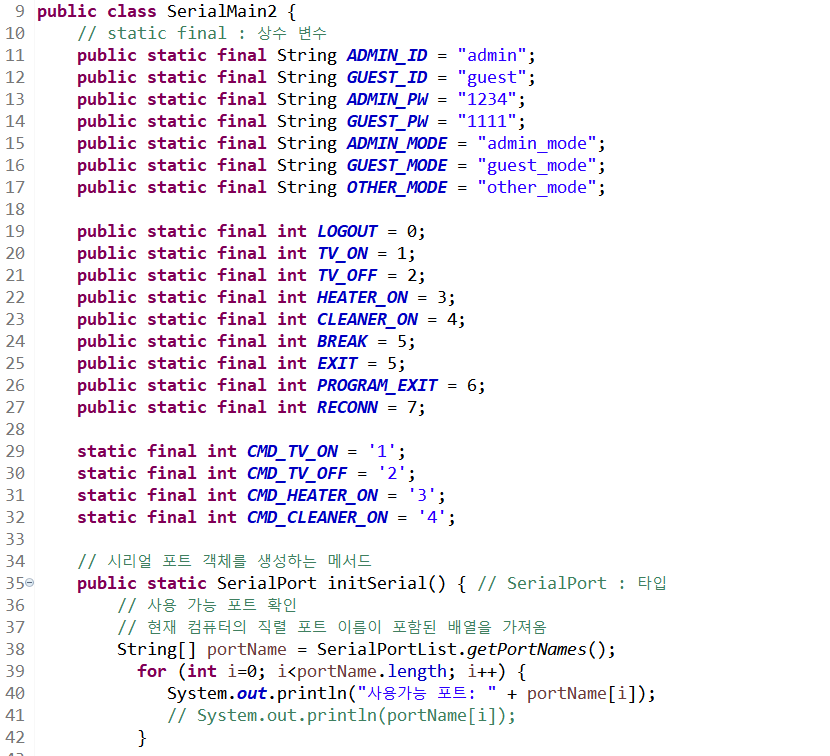 9 public class SerialMain2 {
10 // static final : 상수 변수
11 public static final String ADMIN_ID = "admin";
12 public static final String GUEST_ID = "guest";
13 public static final String ADMIN_PW = "1234";
14 public static final String GUEST_PW = "1111";
15 public static final String ADMIN_MODE = "admin_mode";
16 public static final String GUEST_MODE = "guest_mode";
17 public static final String OTHER_MODE = "other_mode";
18
19 public static final int LOGOUT = 0;
20 public static final int TV_ON = 1;
21 public static final int TV_OFF = 2;
22 public static final int HEATER_ON = 3;
23 public static final int CLEANER_ON = 4;
24 public static final int BREAK = 5;
25 public static final int EXIT = 5;
26 public static final int PROGRAM_EXIT = 6;
27 public static final int RECONN = 7;
28
29 static final int CMD_TV_ON = '1';
30 static final int CMD_TV_OFF = '2';
31 static final int CMD_HEATER_ON = '3';
32 static final int CMD_CLEANER_ON = '4';
33
34 // 시리얼 포트 객체를 생성하는 메서드
35 public static SerialPort initSerial() { // SerialPort : 타입
36 // 사용 가능 포트 확인
37 // 현재 컴퓨터의 직렬 포트 이름이 포함된 배열을 가져옴
38 String[] portName = SerialPortList.getPortNames();
39 for (int i=0; i<portName.length; i++) {
40 System.out.println("사용가능 포트: " + portName[i]);
41 // System.out.println(portName[i]);
42 }